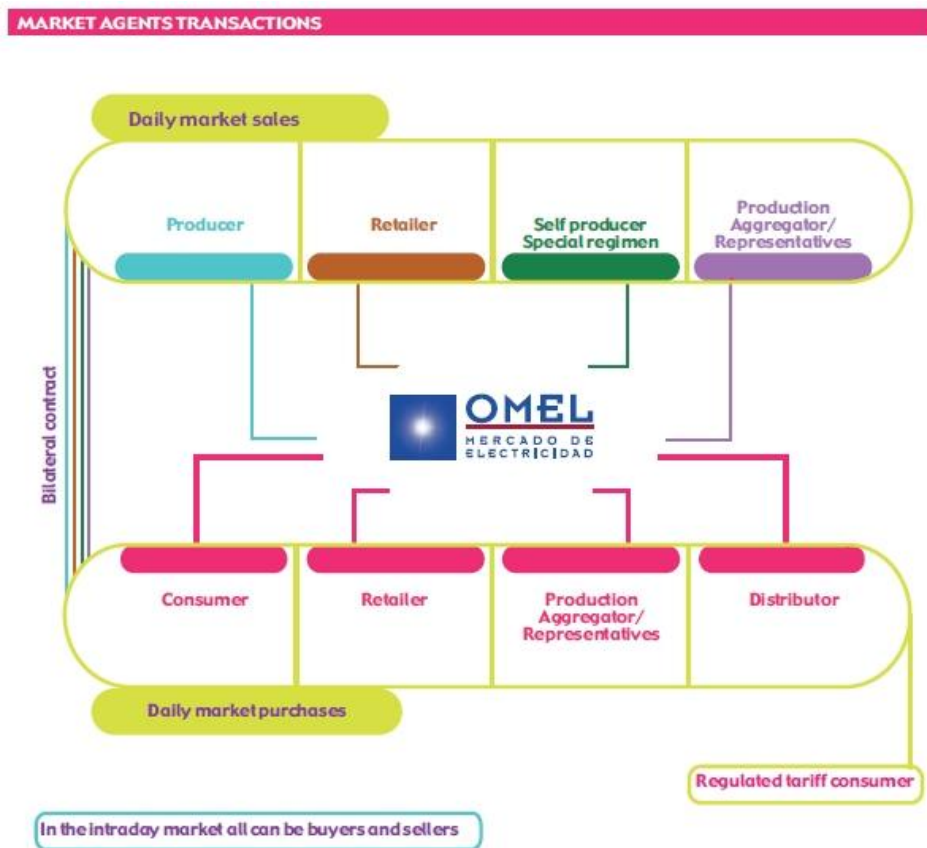 MARKET AGENTS TRANSACTIONS
Daily market sales
Producer
Retailer
Self producer
Special regimen
Production
Aggregator/
Representatives
Bilateral contract
OMEL
MERCADO DE
ELECTRICIDAD
Consumer
Retailer
Production
Aggregator/
Representatives
Distributor
Daily market purchases
Regulated tariff consumer
In the intraday market all can be buyers and sellers